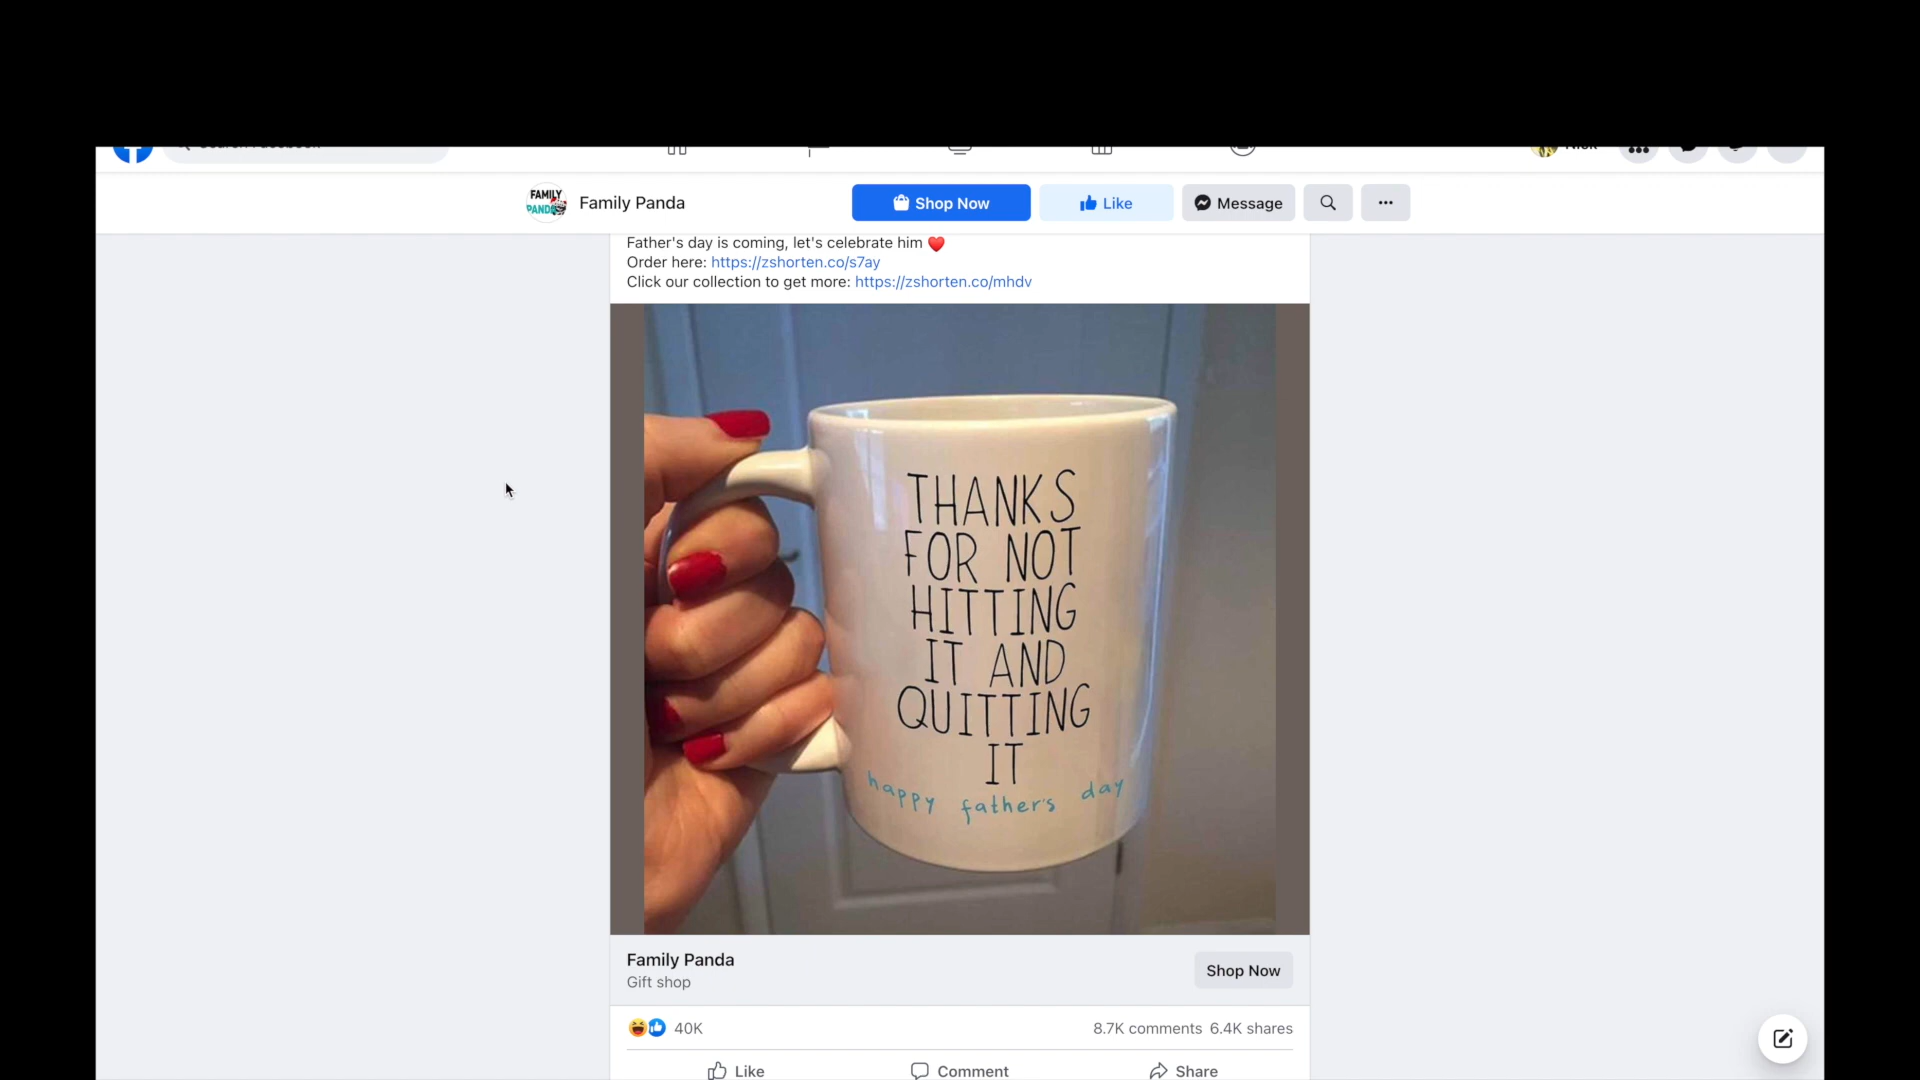 Family Panda
Shop Now
Like
Message
Father's day is coming, let's celebrate him
Order here: https://zshorten.co/s7ay
Click our collection to get more: https://zshorten.co/mhdv
THANKS
FOR NOT
HITTING
IT AND
QUITTING
IT
happy father's day
Family Panda
Gift shop
Shop Now
40K
8.7K comments 6.4K shares
Like
Comment
Share